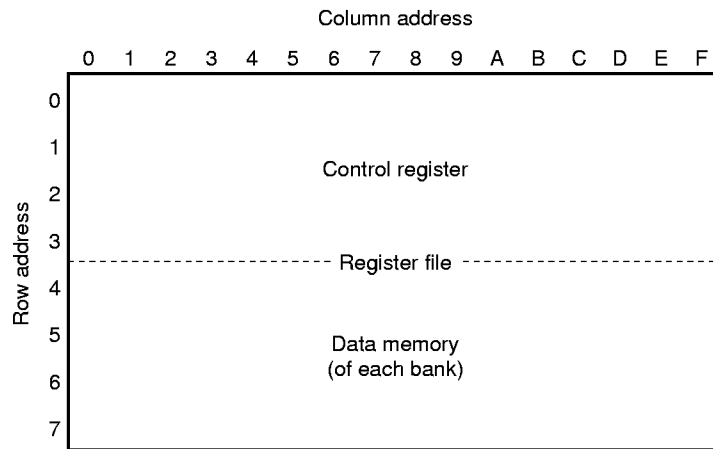 Column address
0 1 2 3 4 5 6 7 8 9 A B C D E F
Row address
0
1
2
3
4
5
6
7
Control register
Register file
Data memory
(of each bank)